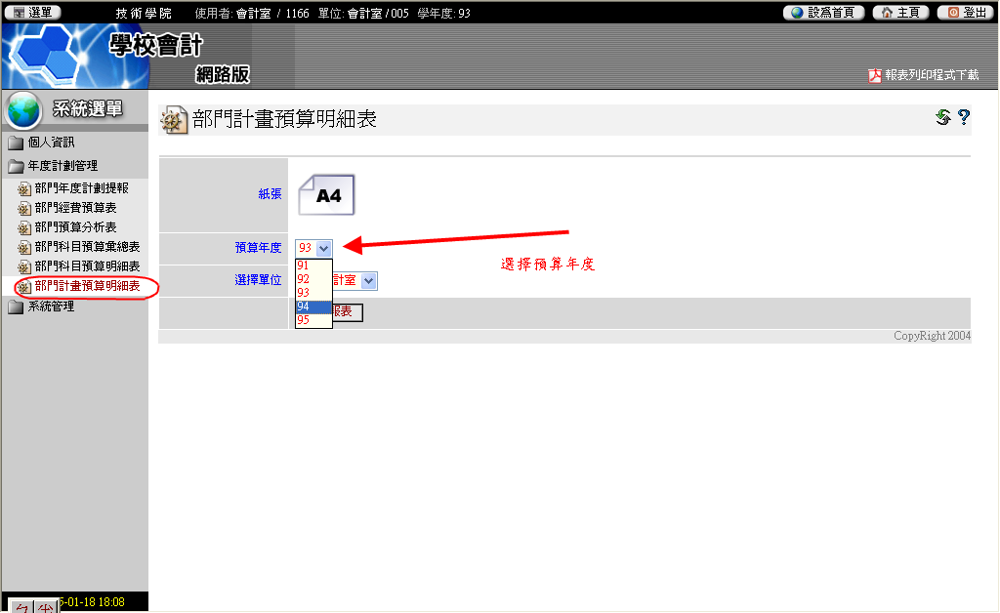 選單 技術學院 使用者: 會計室 / 1166 單位: 會計室 / 005 學年度: 93 設為首頁 主頁 登出
學校會計
網路版
報表列印程式下載
系統選單
部門計畫預算明細表 ?
個人資訊
年度計劃管理
部門年度計劃提報
部門經費預算表
部門預算分析表
部門科目預算彙總表
部門科目預算明細表
部門計畫預算明細表
系統管理
紙張 A4
預算年度 93
選擇預算年度
91
92
93
94
95
選擇單位 計室
報表
CopyRight 2004
5-01-18 18:08